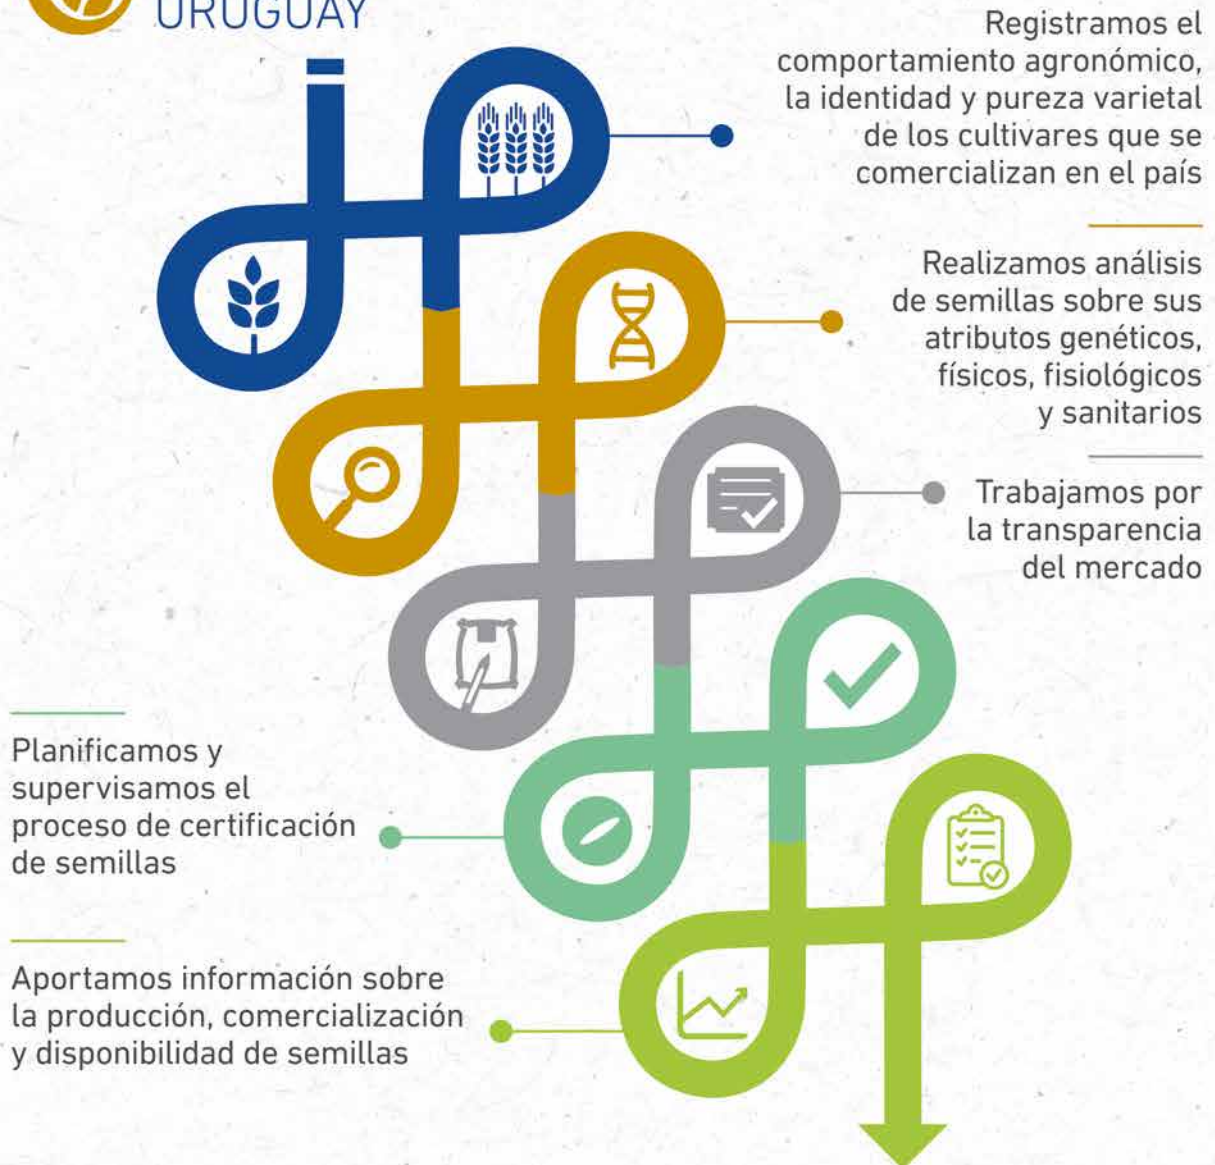 URUGUAY
Registramos el
comportamiento agronómico,
la identidad y pureza varietal
de los cultivares que se
comercializan en el país
Realizamos análisis
de semillas sobre sus
atributos genéticos,
físicos, fisiológicos
y sanitarios
Trabajamos por
la transparencia
del mercado
Planificamos y
supervisamos el
proceso de certificación
de semillas
Aportamos información sobre
la producción, comercialización
y disponibilidad de semillas